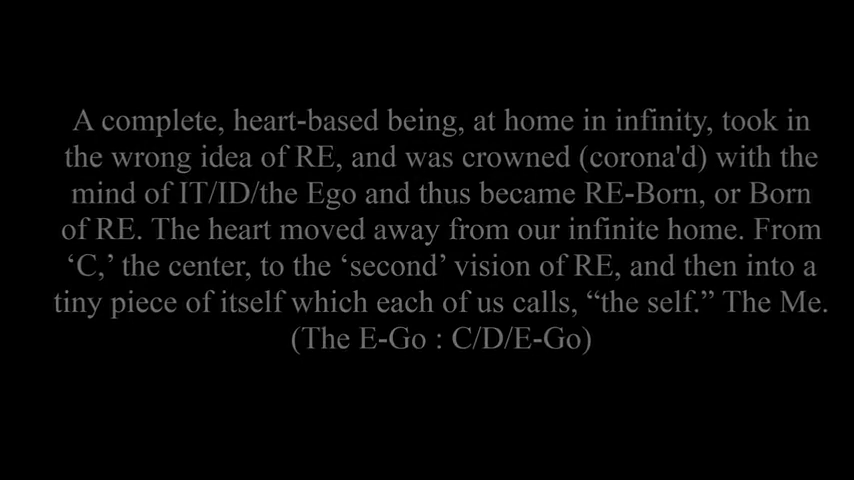 A complete, heart-based being, at home in infinity, took in
the wrong idea of RE, and was crowned (corona'd) with the
mind of IT/ID/the Ego and thus became RE-Born, or Born
of RE. The heart moved away from our infinite home. From
‘C,’ the center, to the ‘second’ vision of RE, and then into a
tiny piece of itself which each of us calls, “the self.” The Me.
(The E-Go : C/D/E-Go)